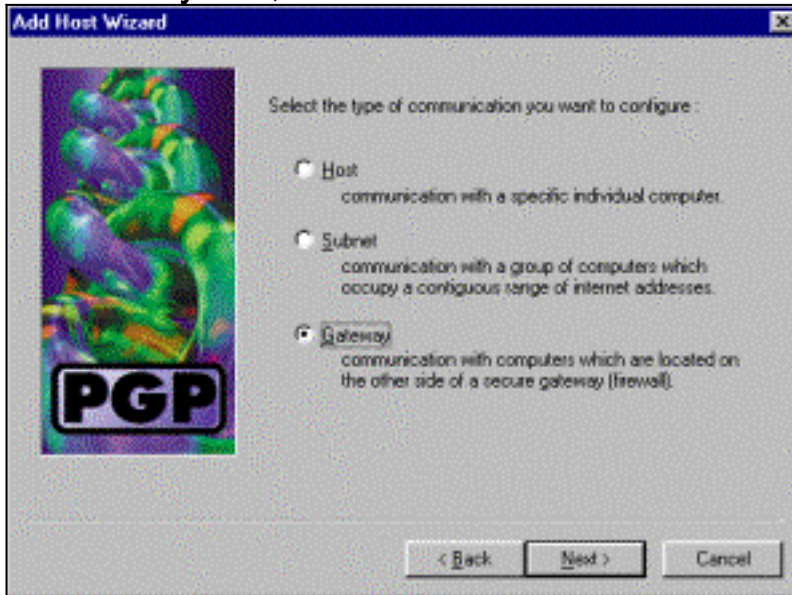 Add Host Wizard
Select the type of communication you want to configure :
Host
communication with a specific individual computer.
Subnet
communication with a group of computers which
occupy a contiguous range of internet addresses.
Gateway
communication with computers which are located on
the other side of a secure gateway (firewall).
PGP
< Back Next > Cancel